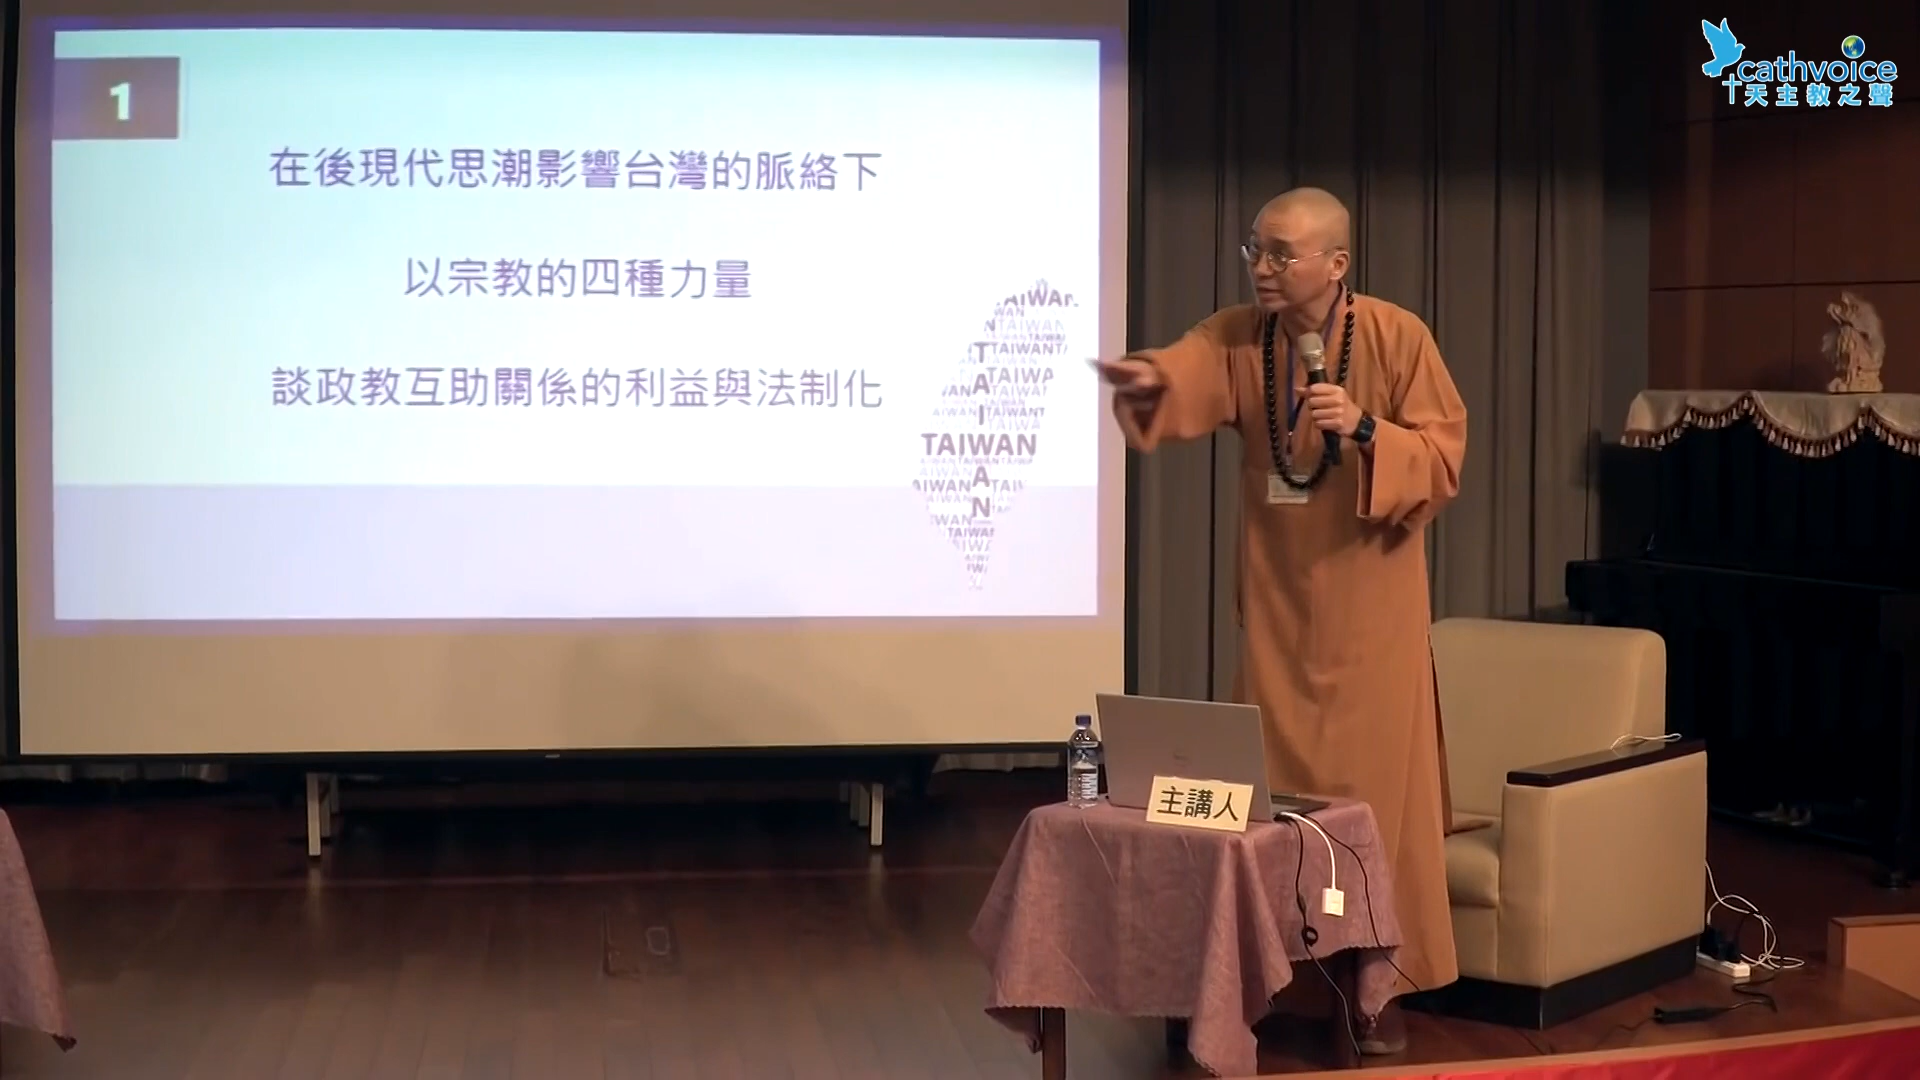 1
在後現代思潮影響台灣的脈絡下
以宗教的四種力量
談政教互助關係的利益與法制化
TAIWAN
TAIWAN
cathvoice
天主教之聲
主講人